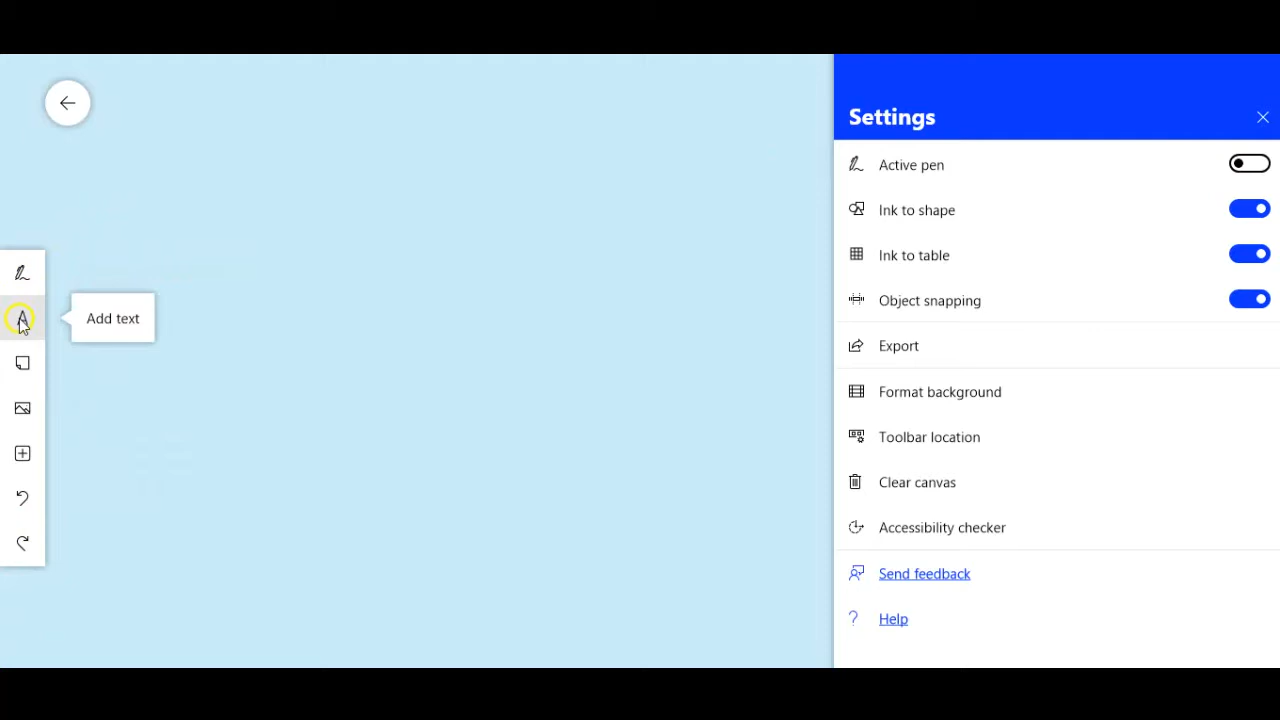 Settings
Active pen
Ink to shape
Ink to table
Add text
Object snapping
Export
Format background
Toolbar location
Clear canvas
Accessibility checker
Send feedback
Help